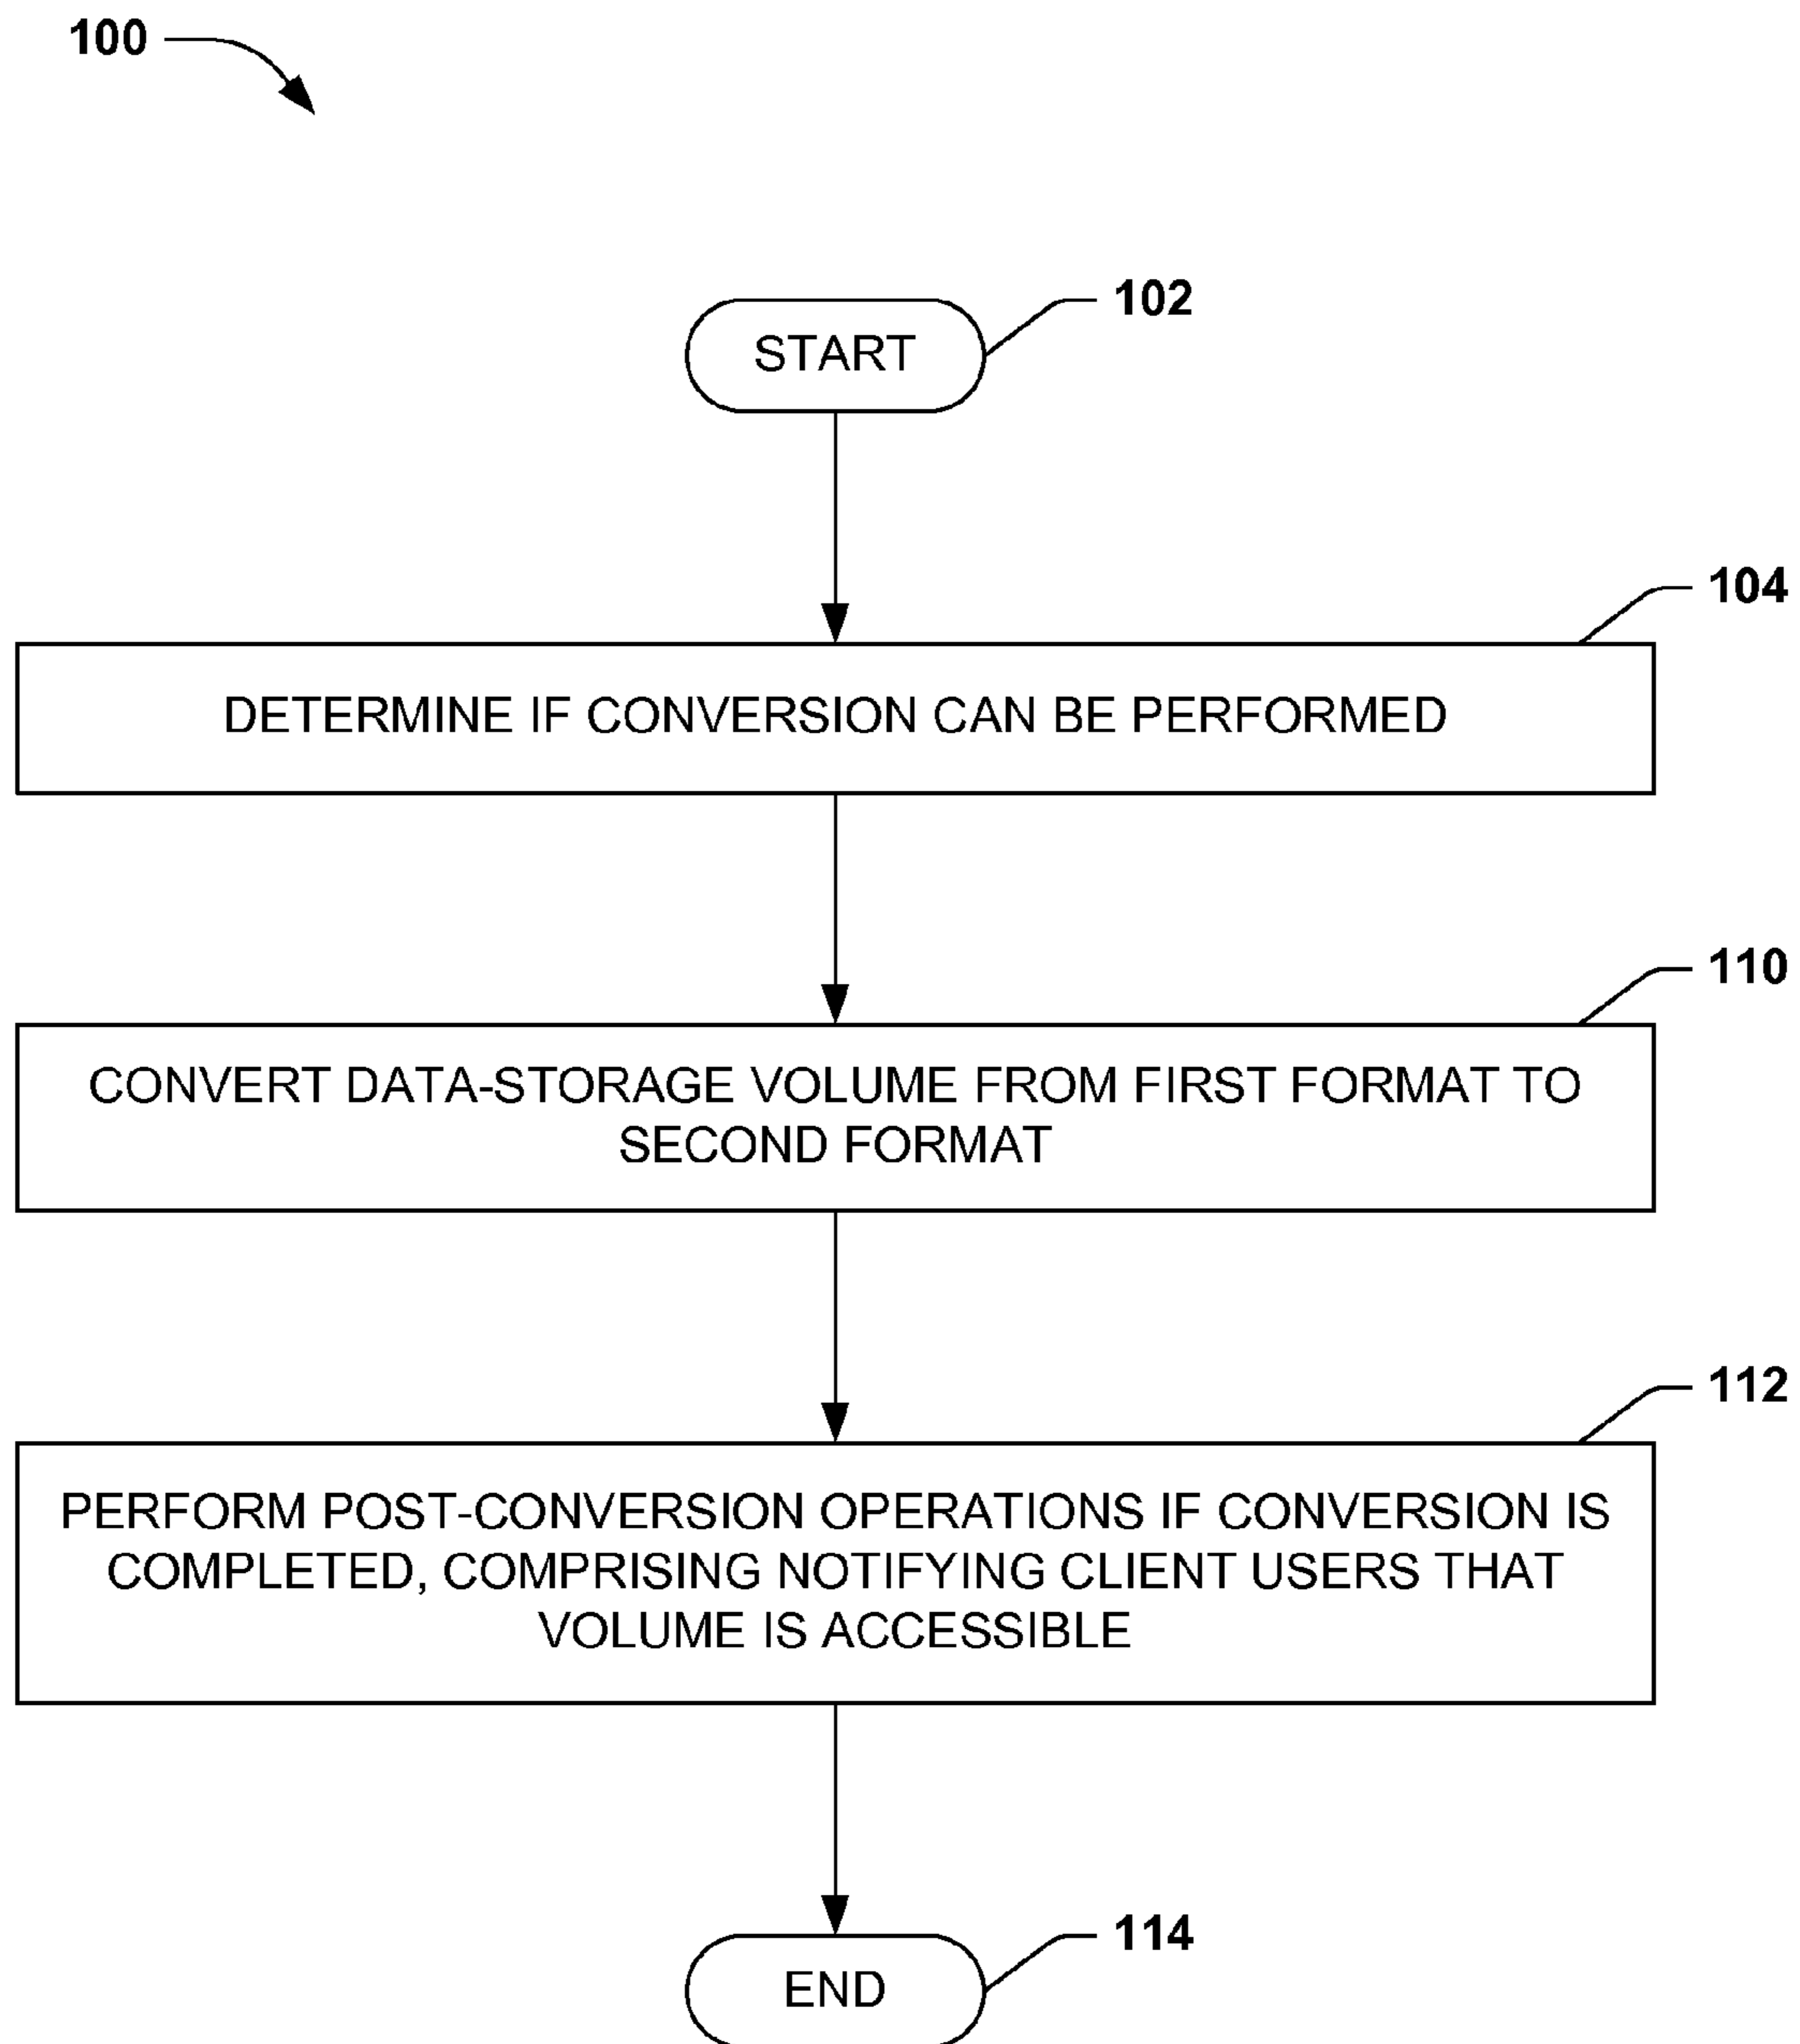 100
102
START
104
DETERMINE IF CONVERSION CAN BE PERFORMED
110
CONVERT DATA-STORAGE VOLUME FROM FIRST FORMAT TO
SECOND FORMAT
112
PERFORM POST-CONVERSION OPERATIONS IF CONVERSION IS
COMPLETED, COMPRISING NOTIFYING CLIENT USERS THAT
VOLUME IS ACCESSIBLE
114
END